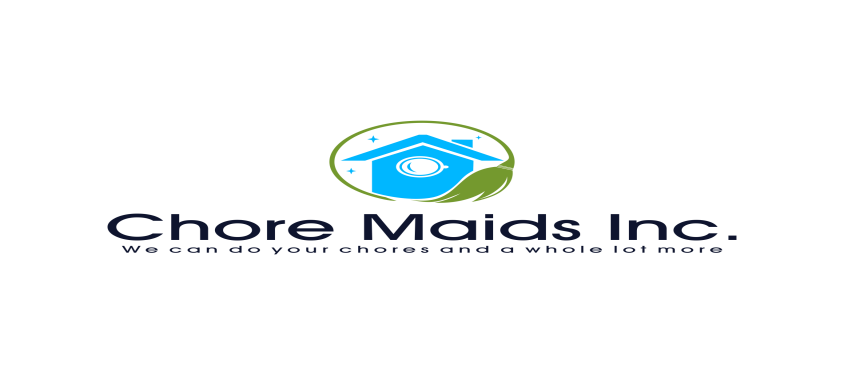 Chore Maids Inc.
We can do your chores and a whole lot more